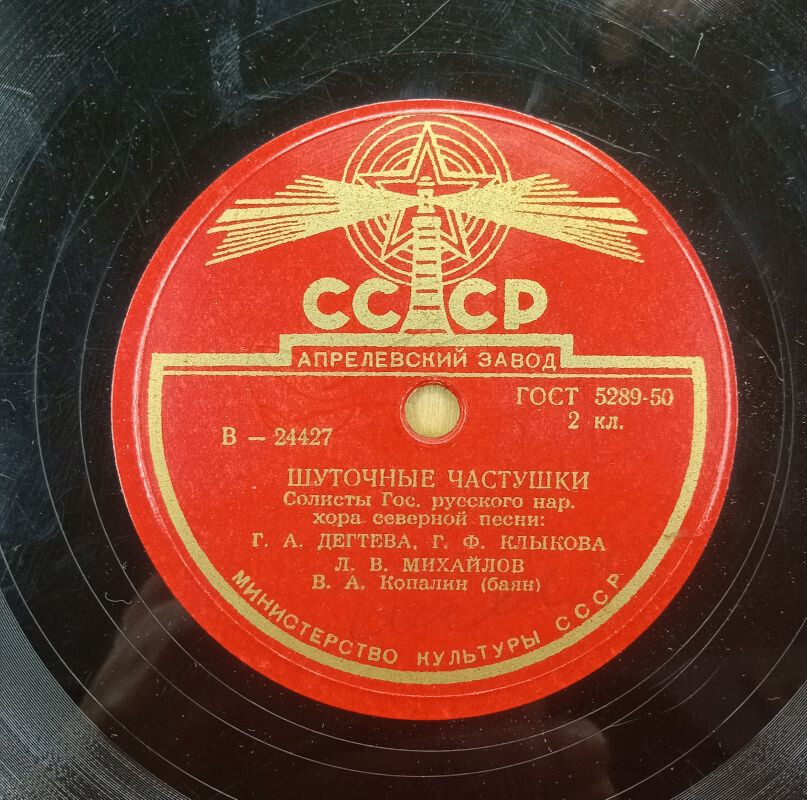 СССР
АПРЕЛЕВСКИЙ ЗАВОД
ГОСТ 5289-50
2 кл.
В — 24427
ШУТОЧНЫЕ ЧАСТУШКИ
Солисты Гос. русского нар.
хора северной песни:
Г. А. ДЕГТЕВА, Г. Ф. КЛЫКОВА
Л. В. МИХАЙЛОВ
В. А. Копалин (баян)
МИНИСТЕРСТВО КУЛЬТУРЫ СССР